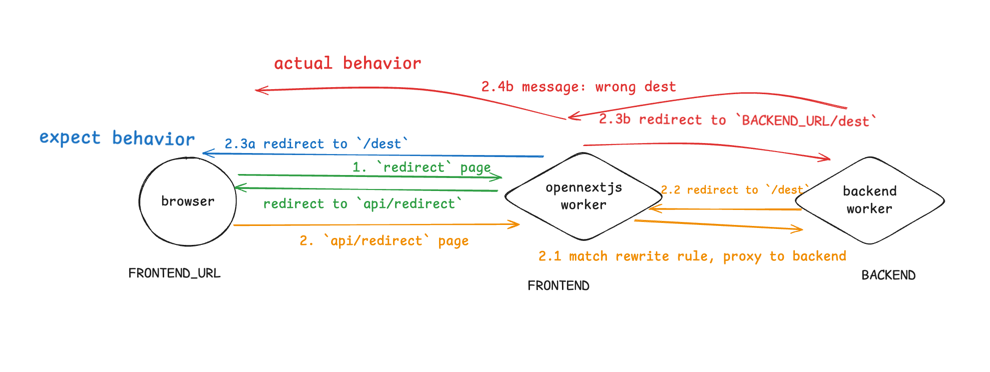 actual behavior
2.4b message: wrong dest
2.3b redirect to `BACKEND_URL/dest`
expect behavior
2.3a redirect to `/dest`
1. `redirect` page
redirect to `api/redirect`
2. `api/redirect` page
browser
opennextjs
worker
2.2 redirect to `/dest`
backend
worker
2.1 match rewrite rule, proxy to backend
FRONTEND_URL
FRONTEND
BACKEND